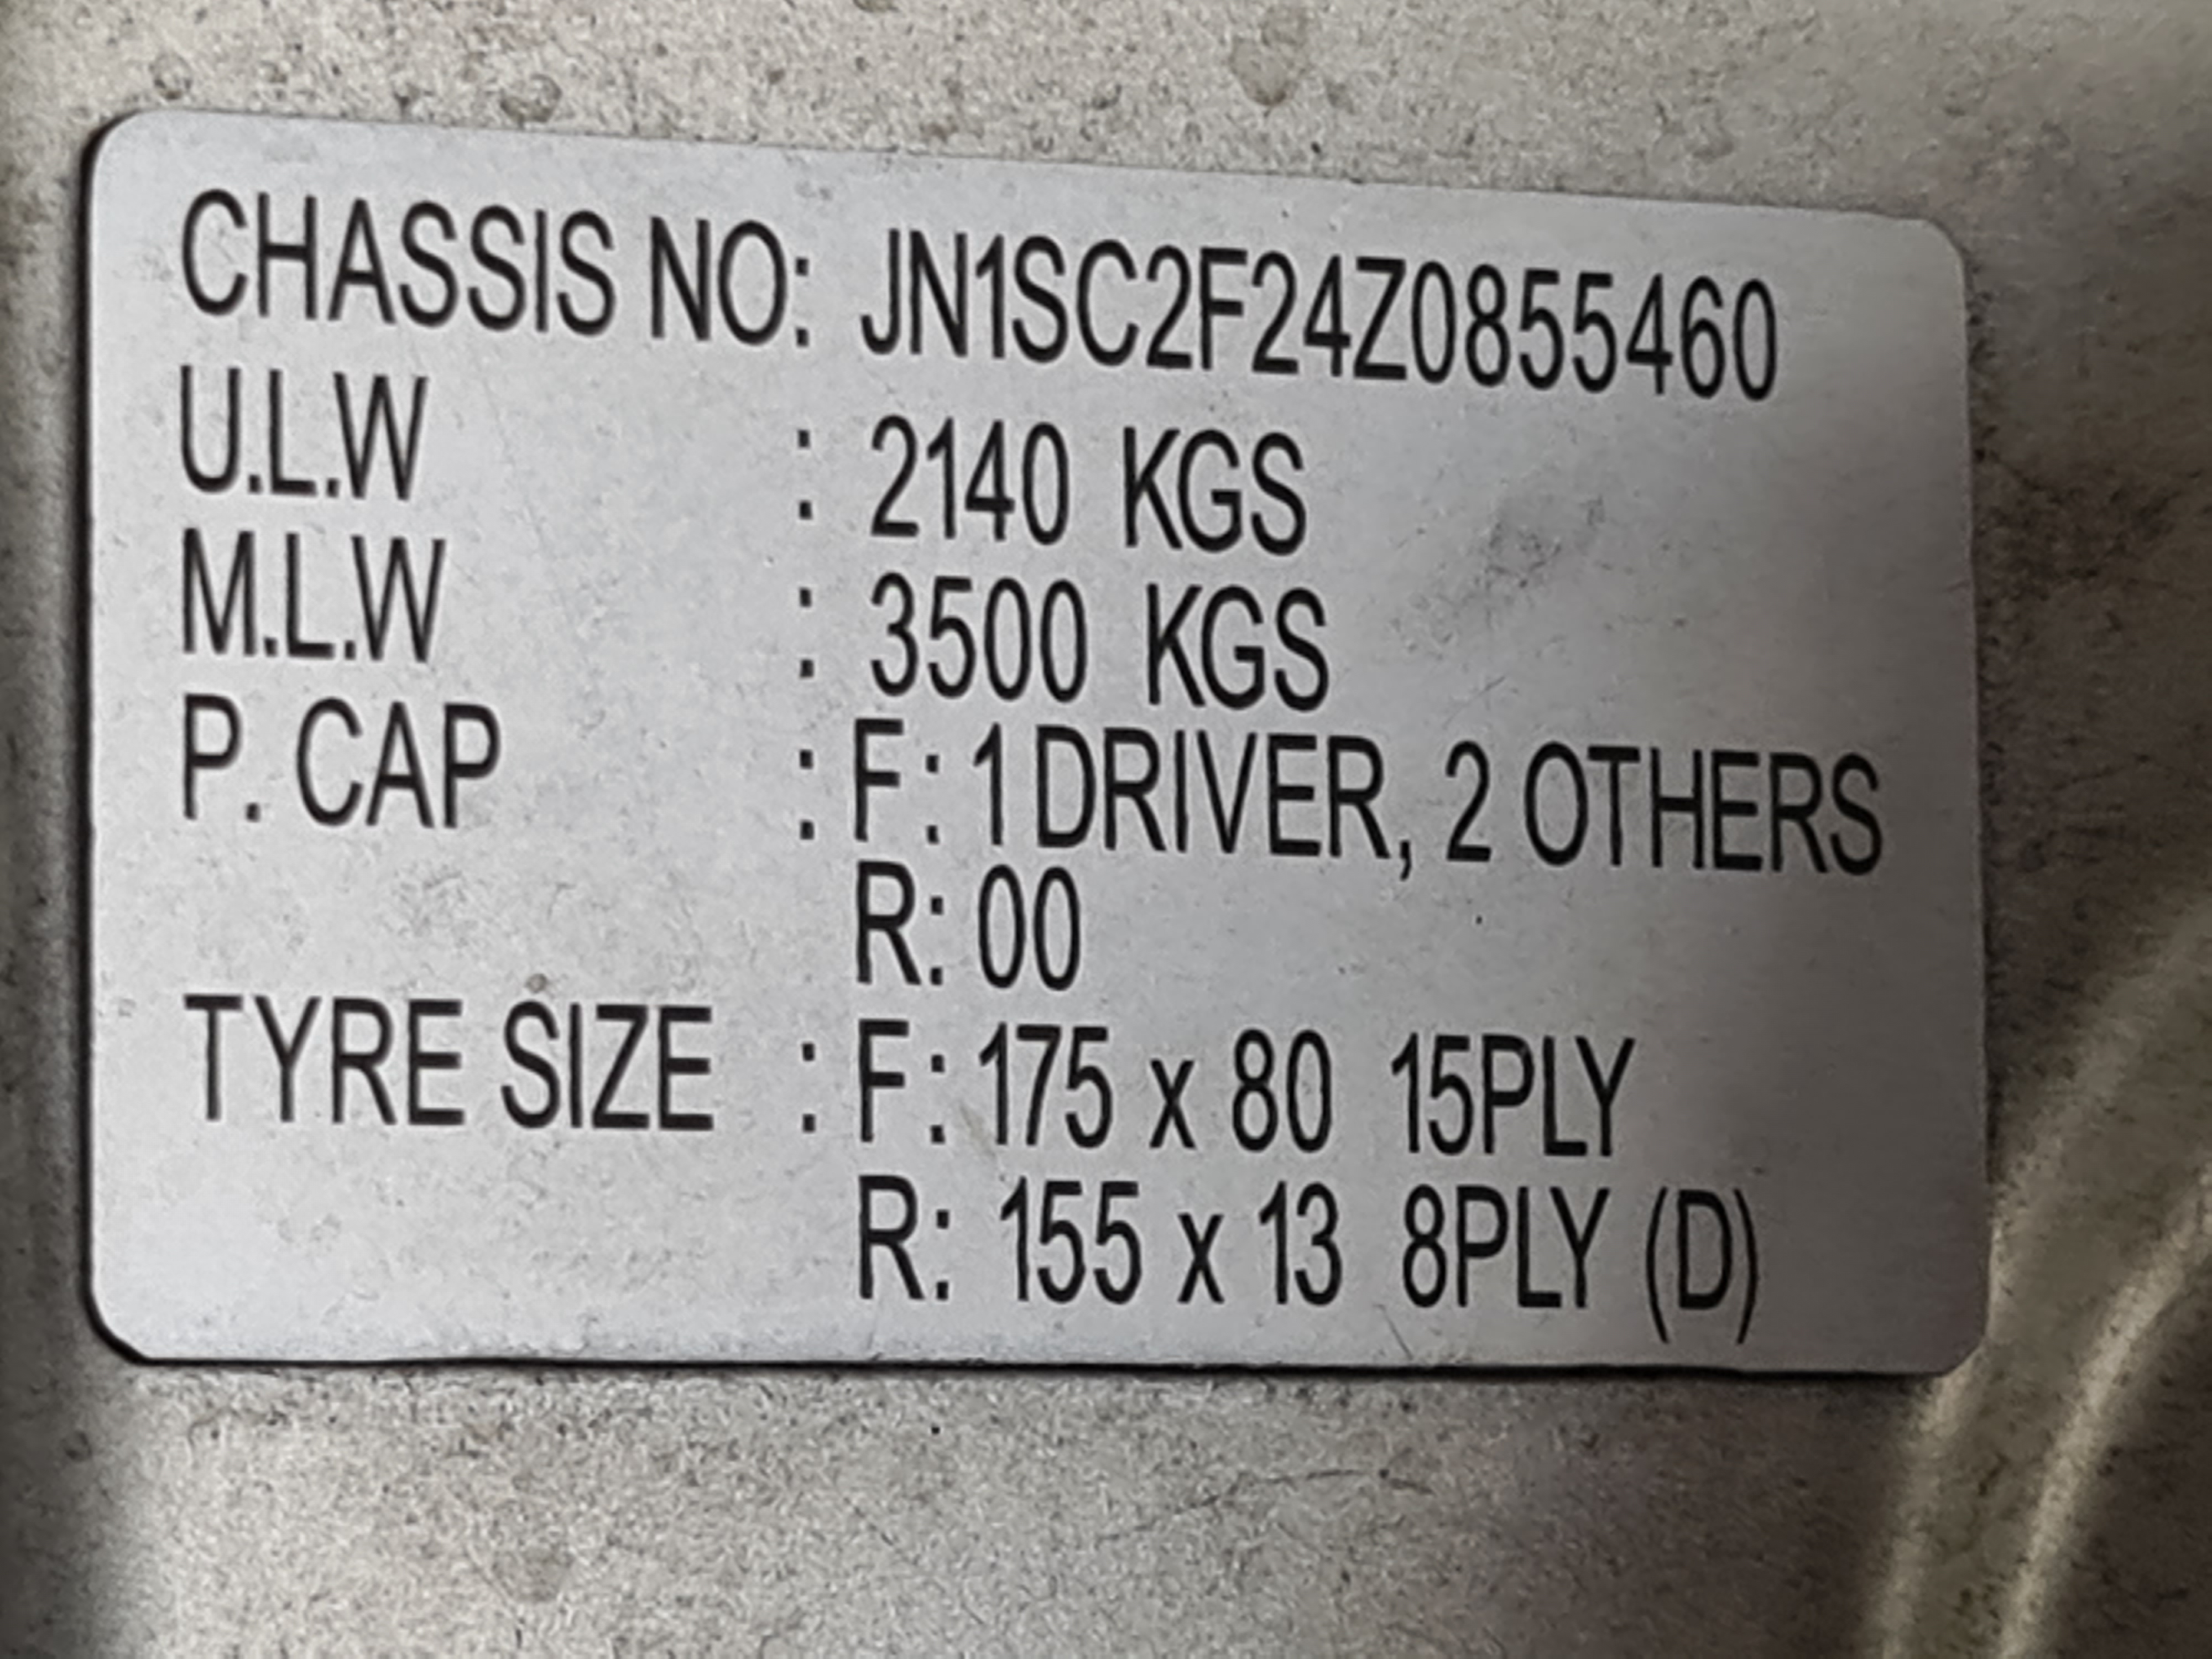 CHASSIS NO: JN1SC2F24Z0855460
U.L.W : 2140 KGS
M.L.W : 3500 KGS
P. CAP : F: 1 DRIVER, 2 OTHERS
R: 00
TYRE SIZE : F: 175 x 80 15PLY
R: 155 x 13 8PLY (D)